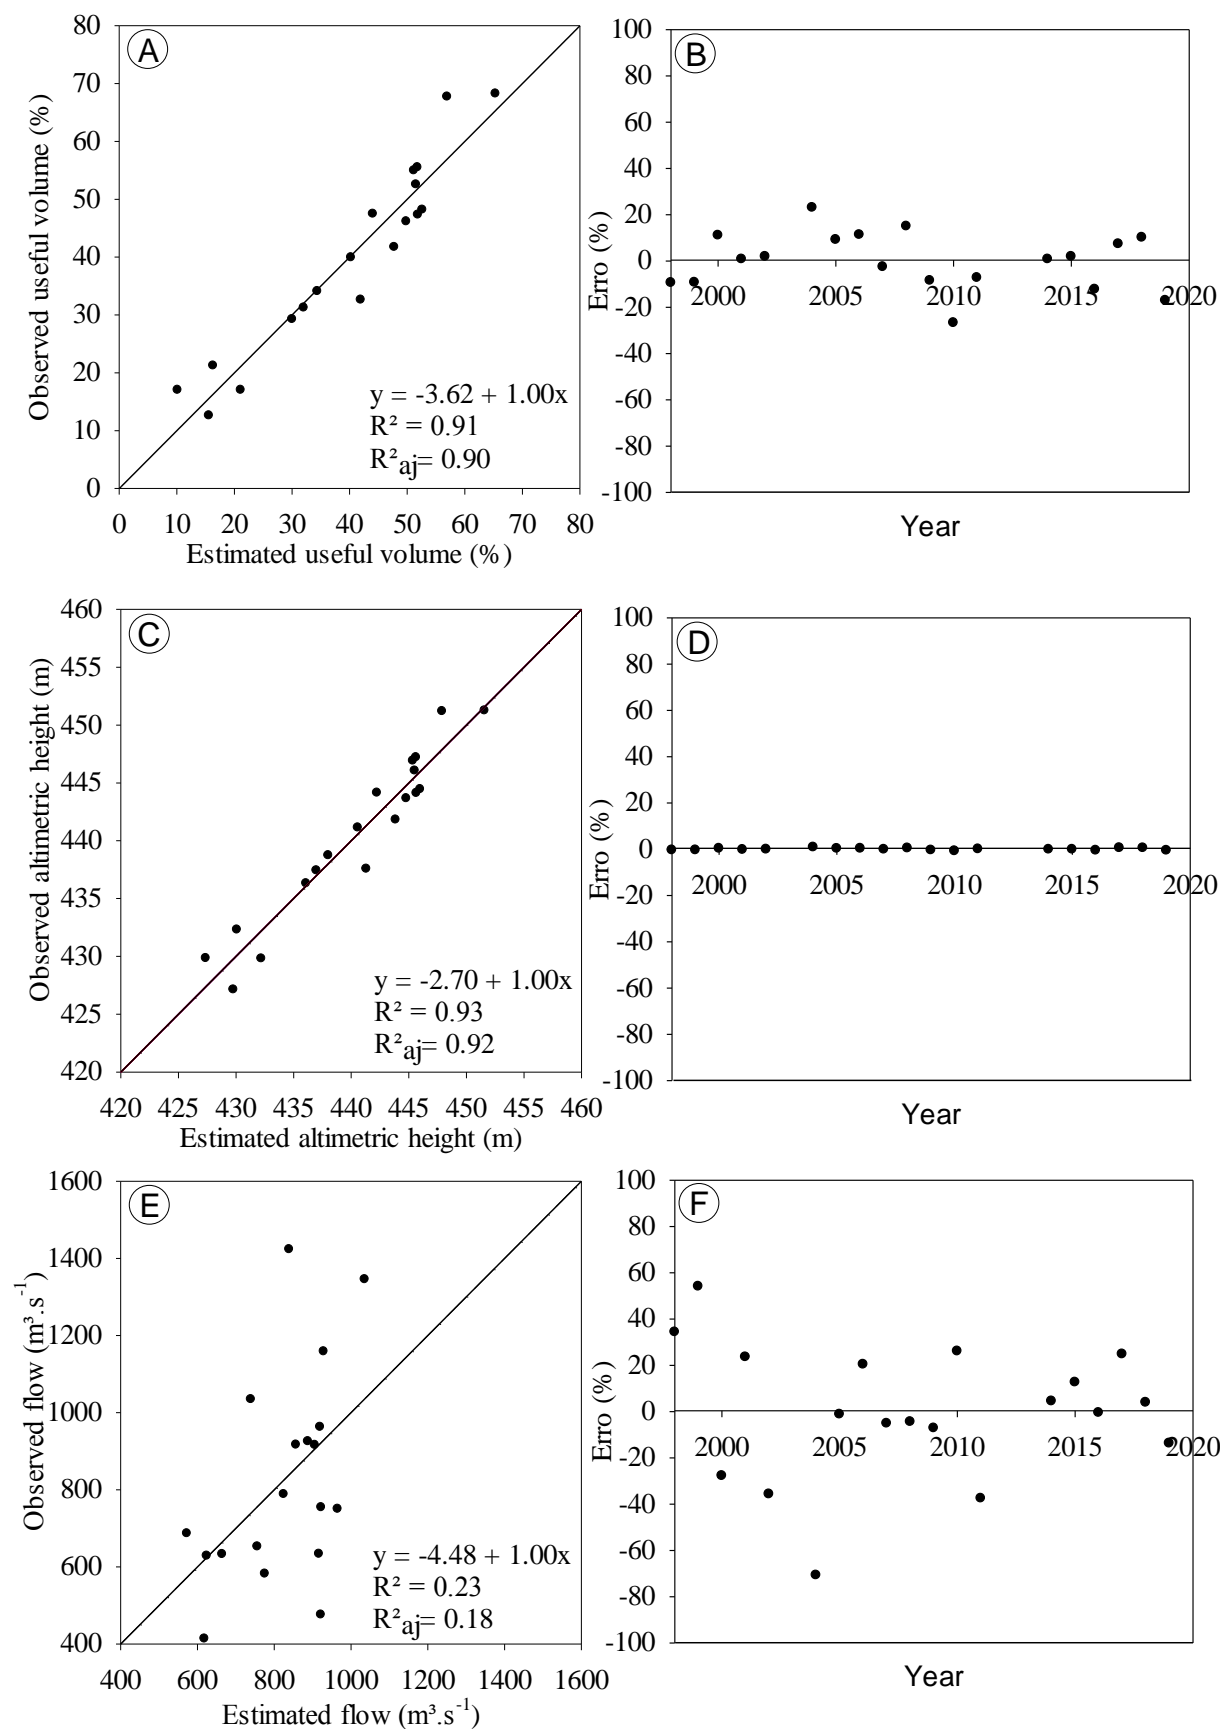 A
80
70
60
50
40
30
20
10
0
Observed useful volume (%)
y = -3.62 + 1.00x
R² = 0.91
R²aj= 0.90
0 10 20 30 40 50 60 70 80
Estimated useful volume (%)
B
100
80
60
40
20
0
-20
-40
-60
-80
-100
Erro (%)
2000 2005 2010 2015 2020
Year
C
460
455
450
445
440
435
430
425
420
Observed altimetric height (m)
y = -2.70 + 1.00x
R² = 0.93
R²aj= 0.92
420 425 430 435 440 445 450 455 460
Estimated altimetric height (m)
D
100
80
60
40
20
0
-20
-40
-60
-80
-100
Erro (%)
2000 2005 2010 2015 2020
Year
E
1600
1400
1200
1000
800
600
400
Observed flow (m³.s⁻¹)
y = -4.48 + 1.00x
R² = 0.23
R²aj= 0.18
400 600 800 1000 1200 1400 1600
Estimated flow (m³.s⁻¹)
F
100
80
60
40
20
0
-20
-40
-60
-80
-100
Erro (%)
2000 2005 2010 2015 2020
Year